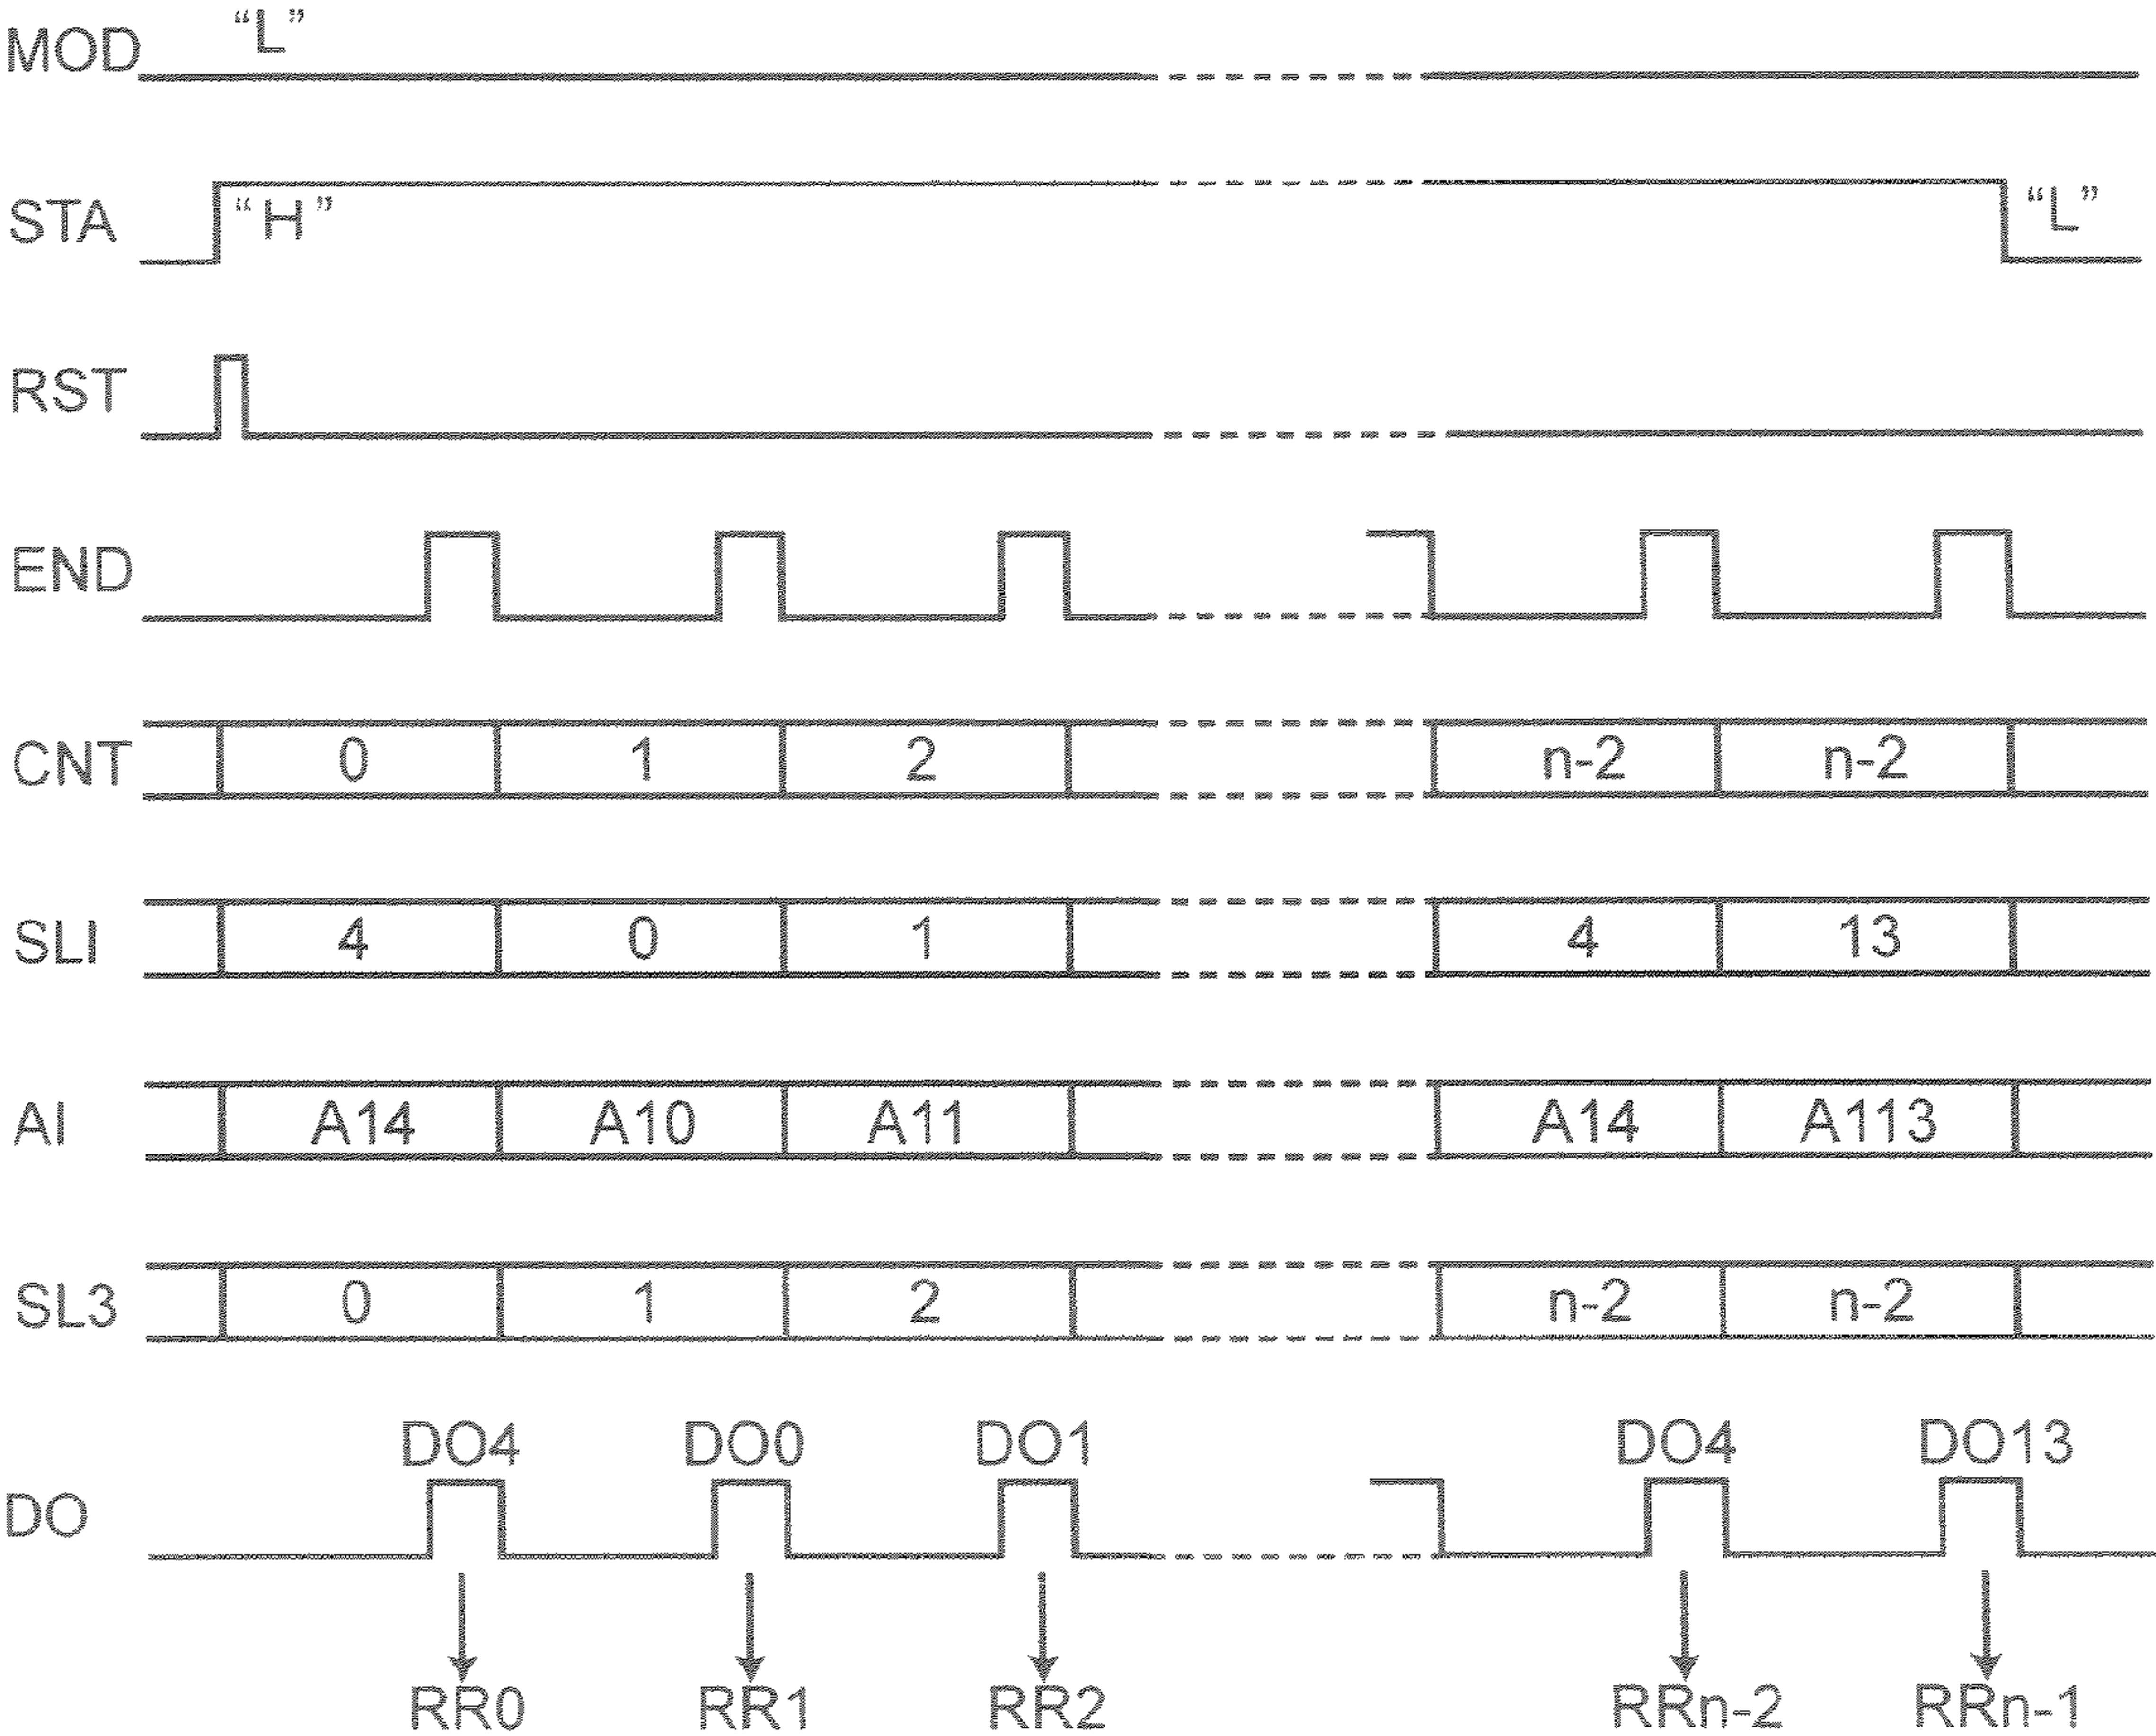 MOD “L”
STA “H” “L”
RST
END
CNT 0 1 2 n-2 n-2
SLI 4 0 1 4 13
AI A14 A10 A11 A14 A113
SL3 0 1 2 n-2 n-2
DO4 DO0 DO1 DO4 DO13
DO
RR0 RR1 RR2 RRn-2 RRn-1